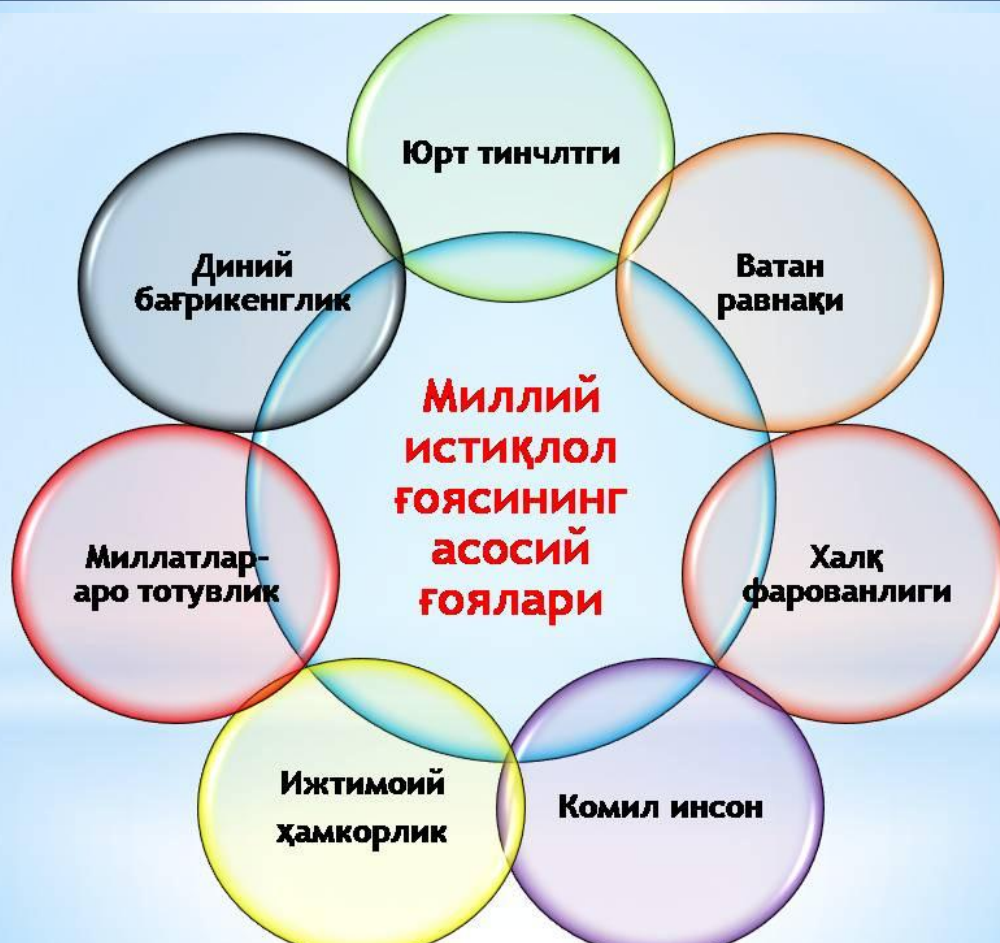 Юрт тинчлтги
Ватан
равнақи
Халқ
фарованлиги
Комил инсон
Ижтимоий
ҳамкорлик
Миллатлар-
аро тотувлик
Диний
бағрикенглик
Миллий
истиқлол
ғоясининг
асосий
ғоялари